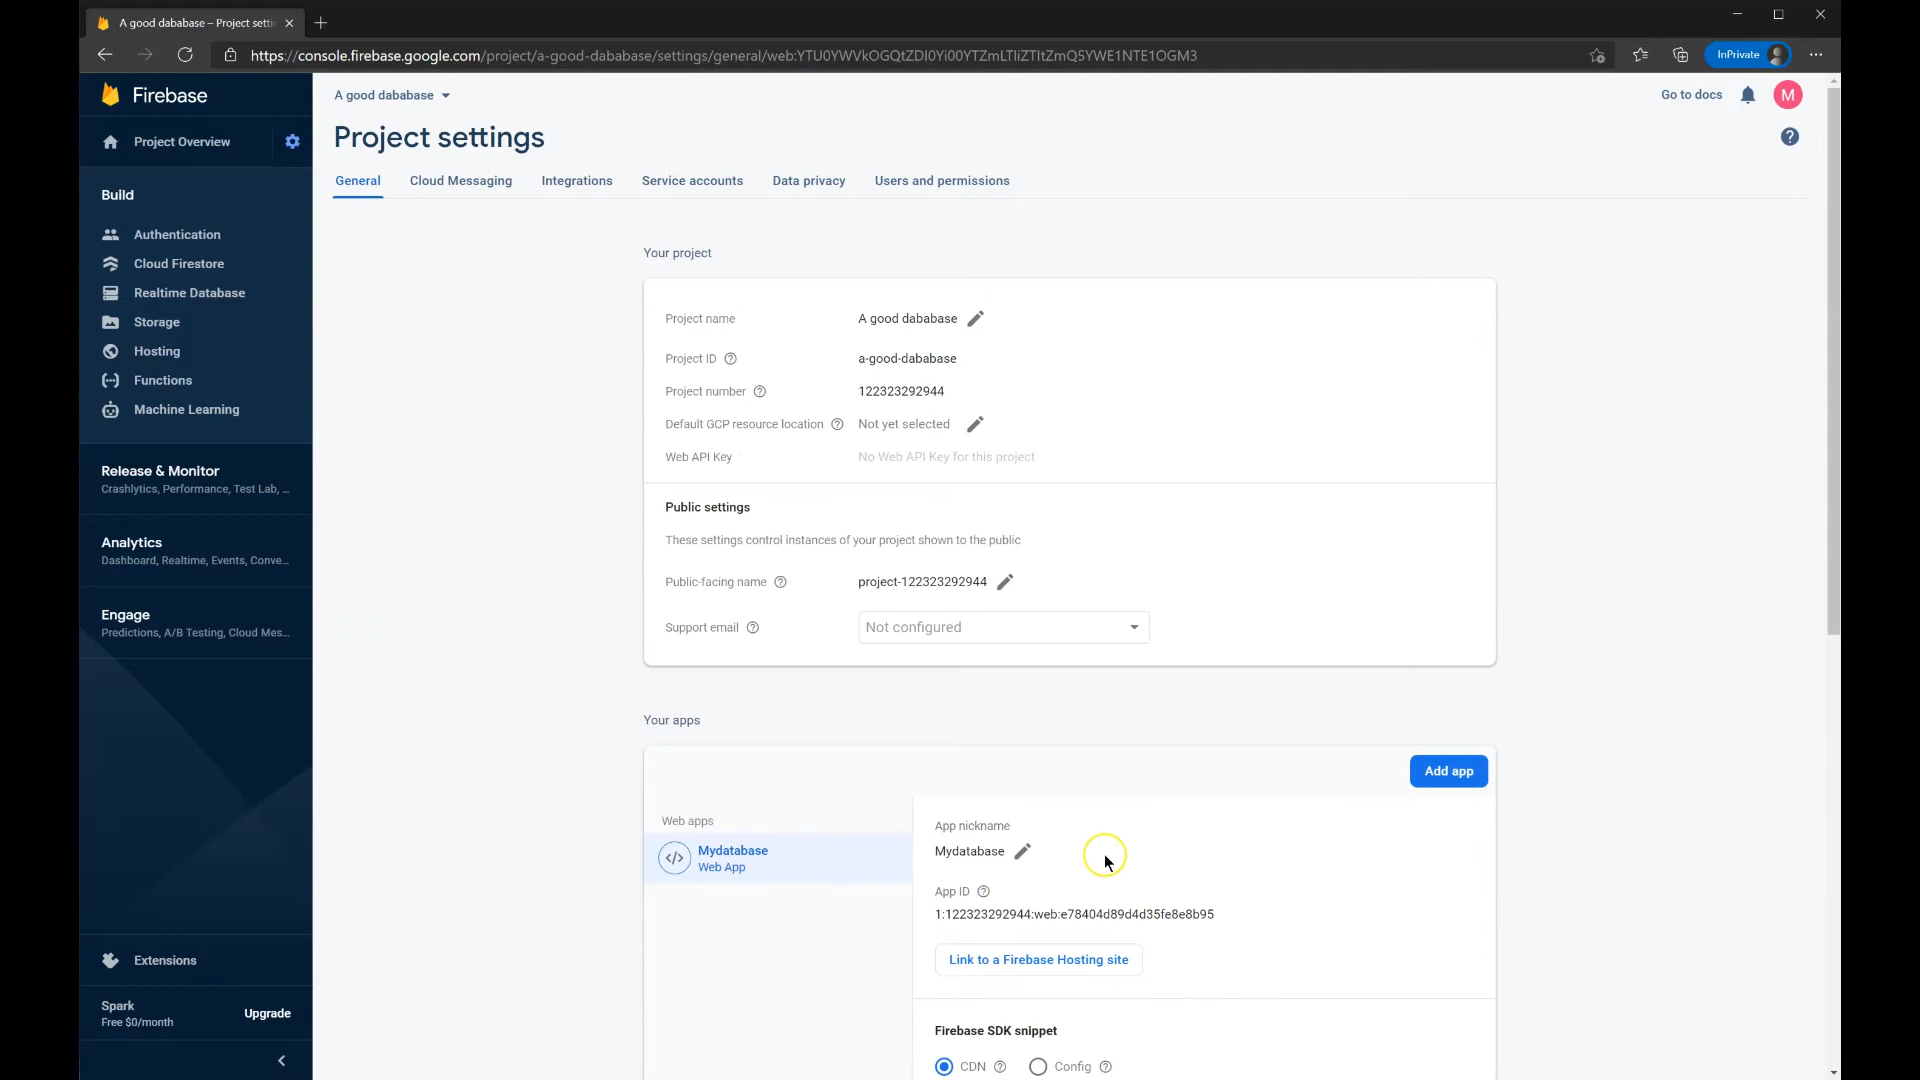 A good dababase – Project setti
https://console.firebase.google.com/project/a-good-dababase/settings/general/web:YTU0YWVkOGQtZDI0Yi00YTZmLTliZTItZmQ5YWE1NTE1OGM3
InPrivate
Firebase
A good dababase
Go to docs
M
Project Overview
Project settings
?
General
Cloud Messaging
Integrations
Service accounts
Data privacy
Users and permissions
Build
Authentication
Cloud Firestore
Realtime Database
Storage
Hosting
Functions
Machine Learning
Release & Monitor
Crashlytics, Performance, Test Lab, ...
Analytics
Dashboard, Realtime, Events, Conve...
Engage
Predictions, A/B Testing, Cloud Mes...
Extensions
Spark
Free $0/month
Upgrade
Your project
Project name A good dababase
Project ID ? a-good-dababase
Project number ? 122323292944
Default GCP resource location ? Not yet selected
Web API Key No Web API Key for this project
Public settings
These settings control instances of your project shown to the public
Public-facing name ? project-122323292944
Support email ? Not configured
Your apps
Add app
Web apps
Mydatabase
Web App
App nickname
Mydatabase
App ID ?
1:122323292944:web:e78404d89d4d35fe8e8b95
Link to a Firebase Hosting site
Firebase SDK snippet
CDN ? Config ?